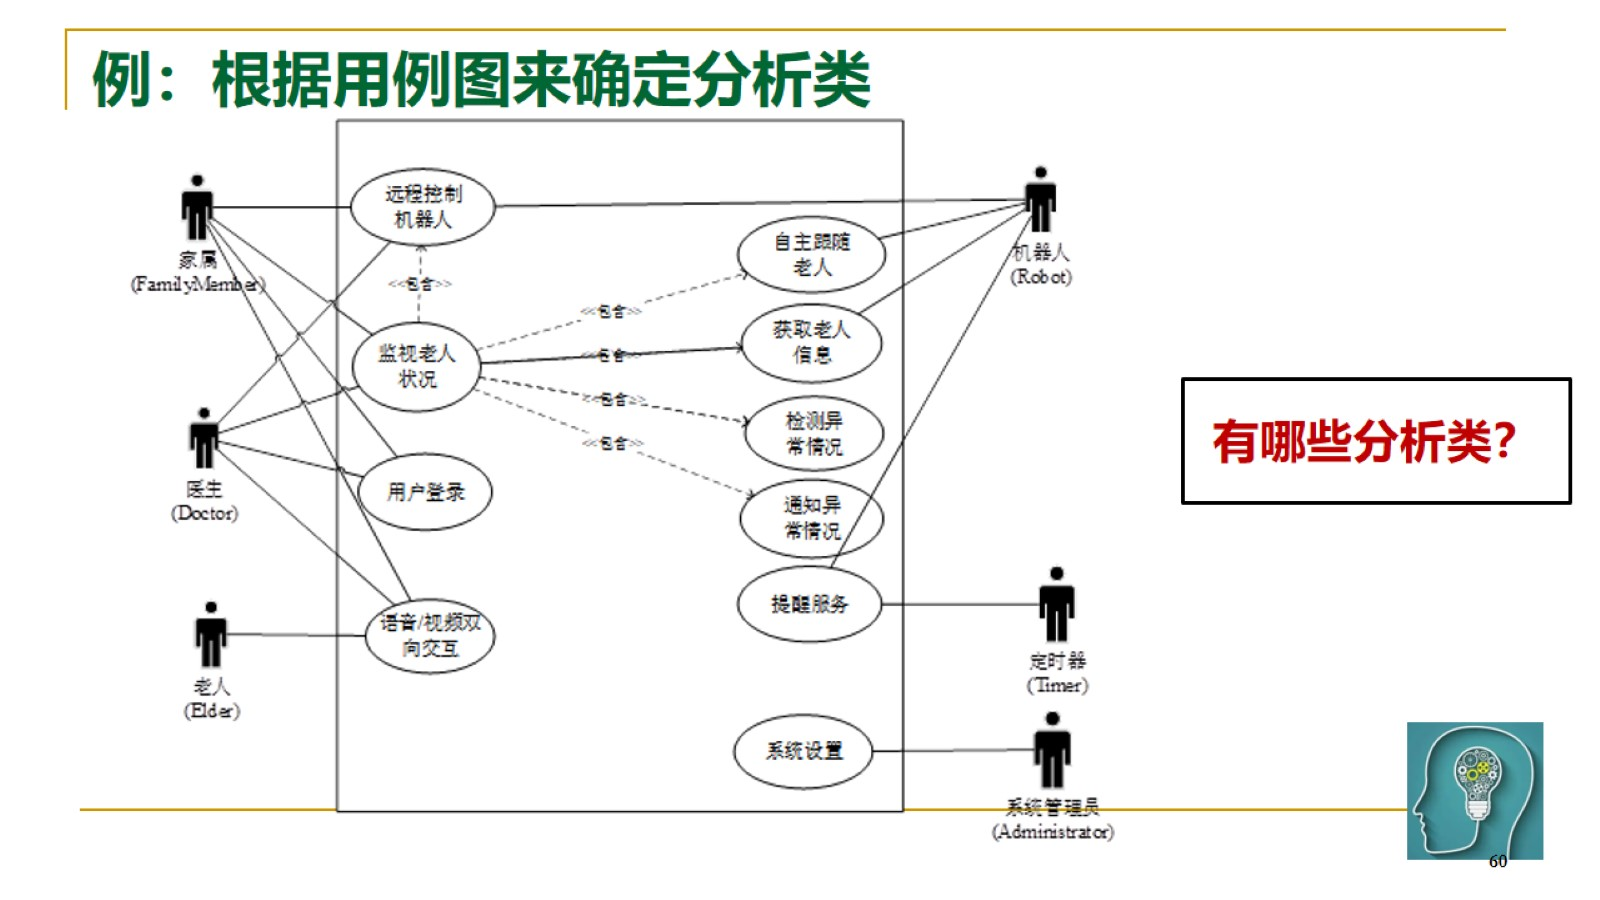 例：根据用例图来确定分析类
远程控制
机器人
家属
(FamilyMember)
<<包含>>
自主跟随
老人
机器人
(Robot)
<<包含>>
获取老人
信息
监视老人
状况
<<包含>>
<<包含>>
检测异
常情况
有哪些分析类?
<<包含>>
医生
(Doctor)
用户登录
通知异
常情况
提醒服务
语音/视频双
向交互
老人
(Elder)
定时器
(Timer)
系统设置
系统管理员
(Administrator)
60